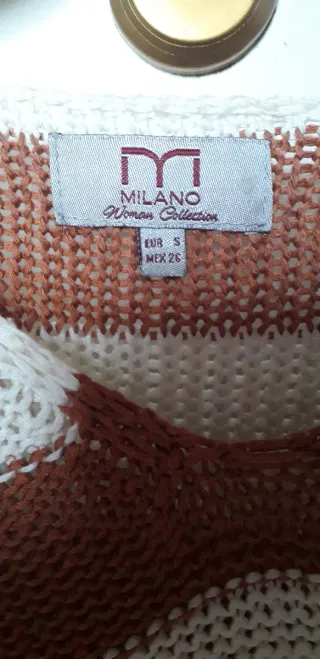 m
MILANO
Woman Collection
EUR S
MEX 26